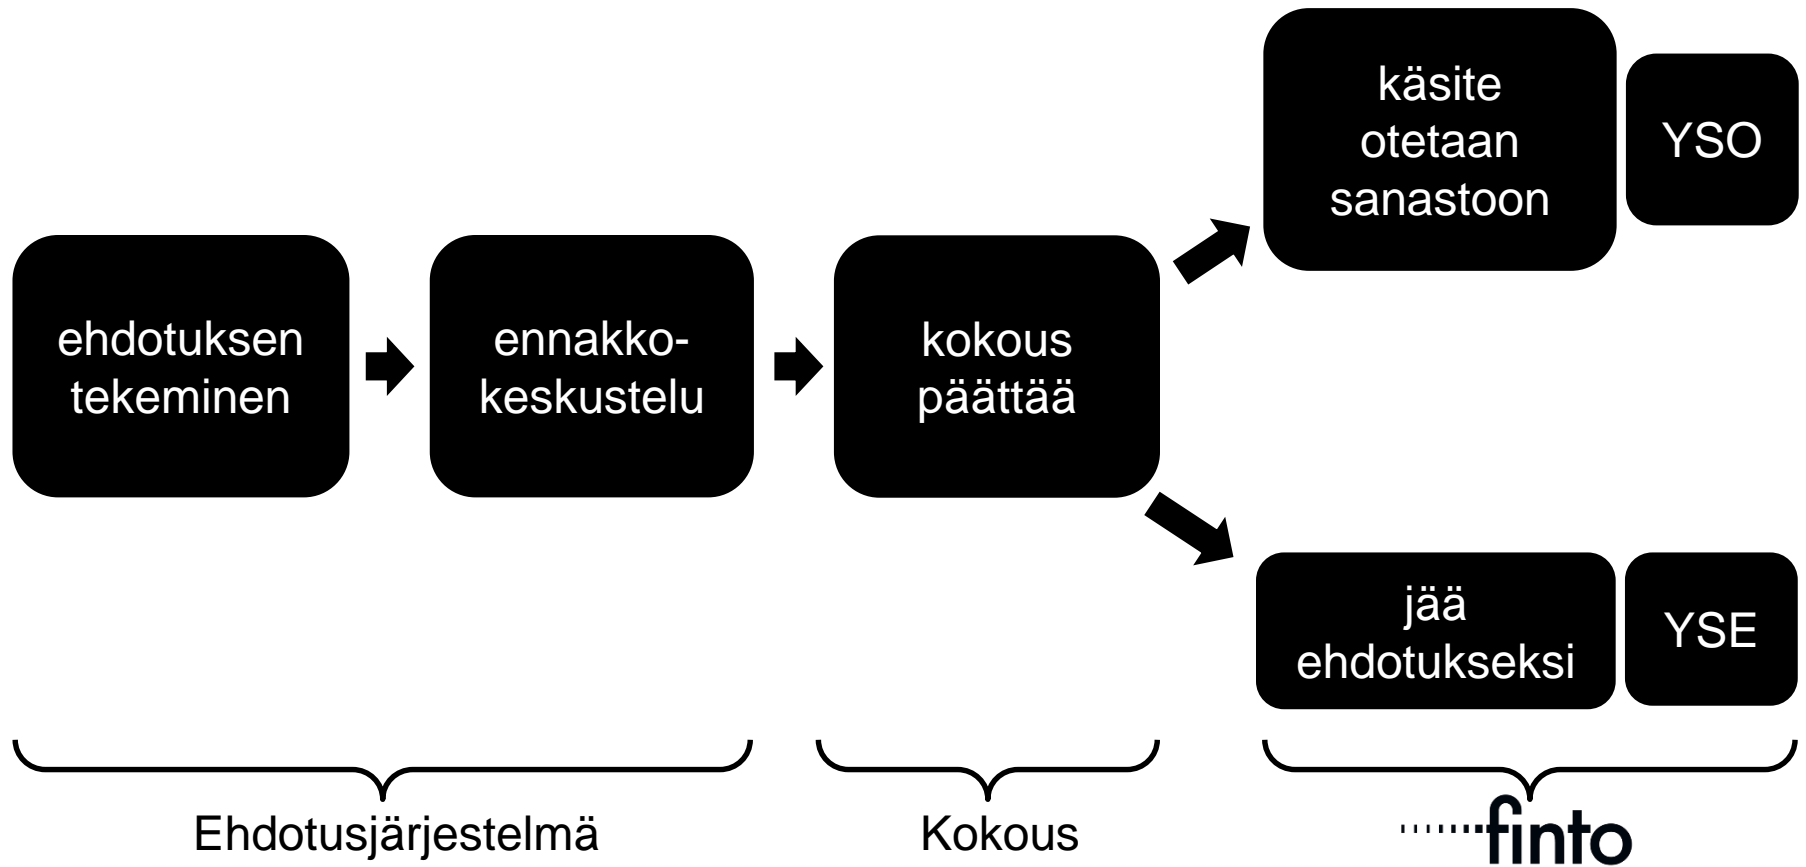 ehdotuksen
tekeminen
ennakko-
keskustelu
kokous
päättää
käsite
otetaan
sanastoon
YSO
jää
ehdotukseksi
YSE
Ehdotusjärjestelmä
Kokous
finto